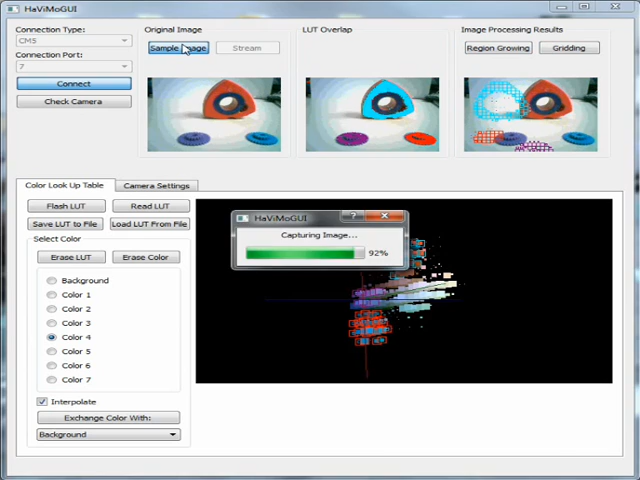 HaViMoGUI
Connection Type:
CM5
Connection Port:
7
Connect
Check Camera
Original Image
Sample Image
Stream
LUT Overlap
Image Processing Results
Region Growing
Gridding
Color Look Up Table
Camera Settings
Flash LUT
Read LUT
Save LUT to File
Load LUT From File
Select Color
Erase LUT
Erase Color
Background
Color 1
Color 2
Color 3
Color 4
Color 5
Color 6
Color 7
Interpolate
Exchange Color With:
Background
HaViMoGUI
Capturing Image...
92%